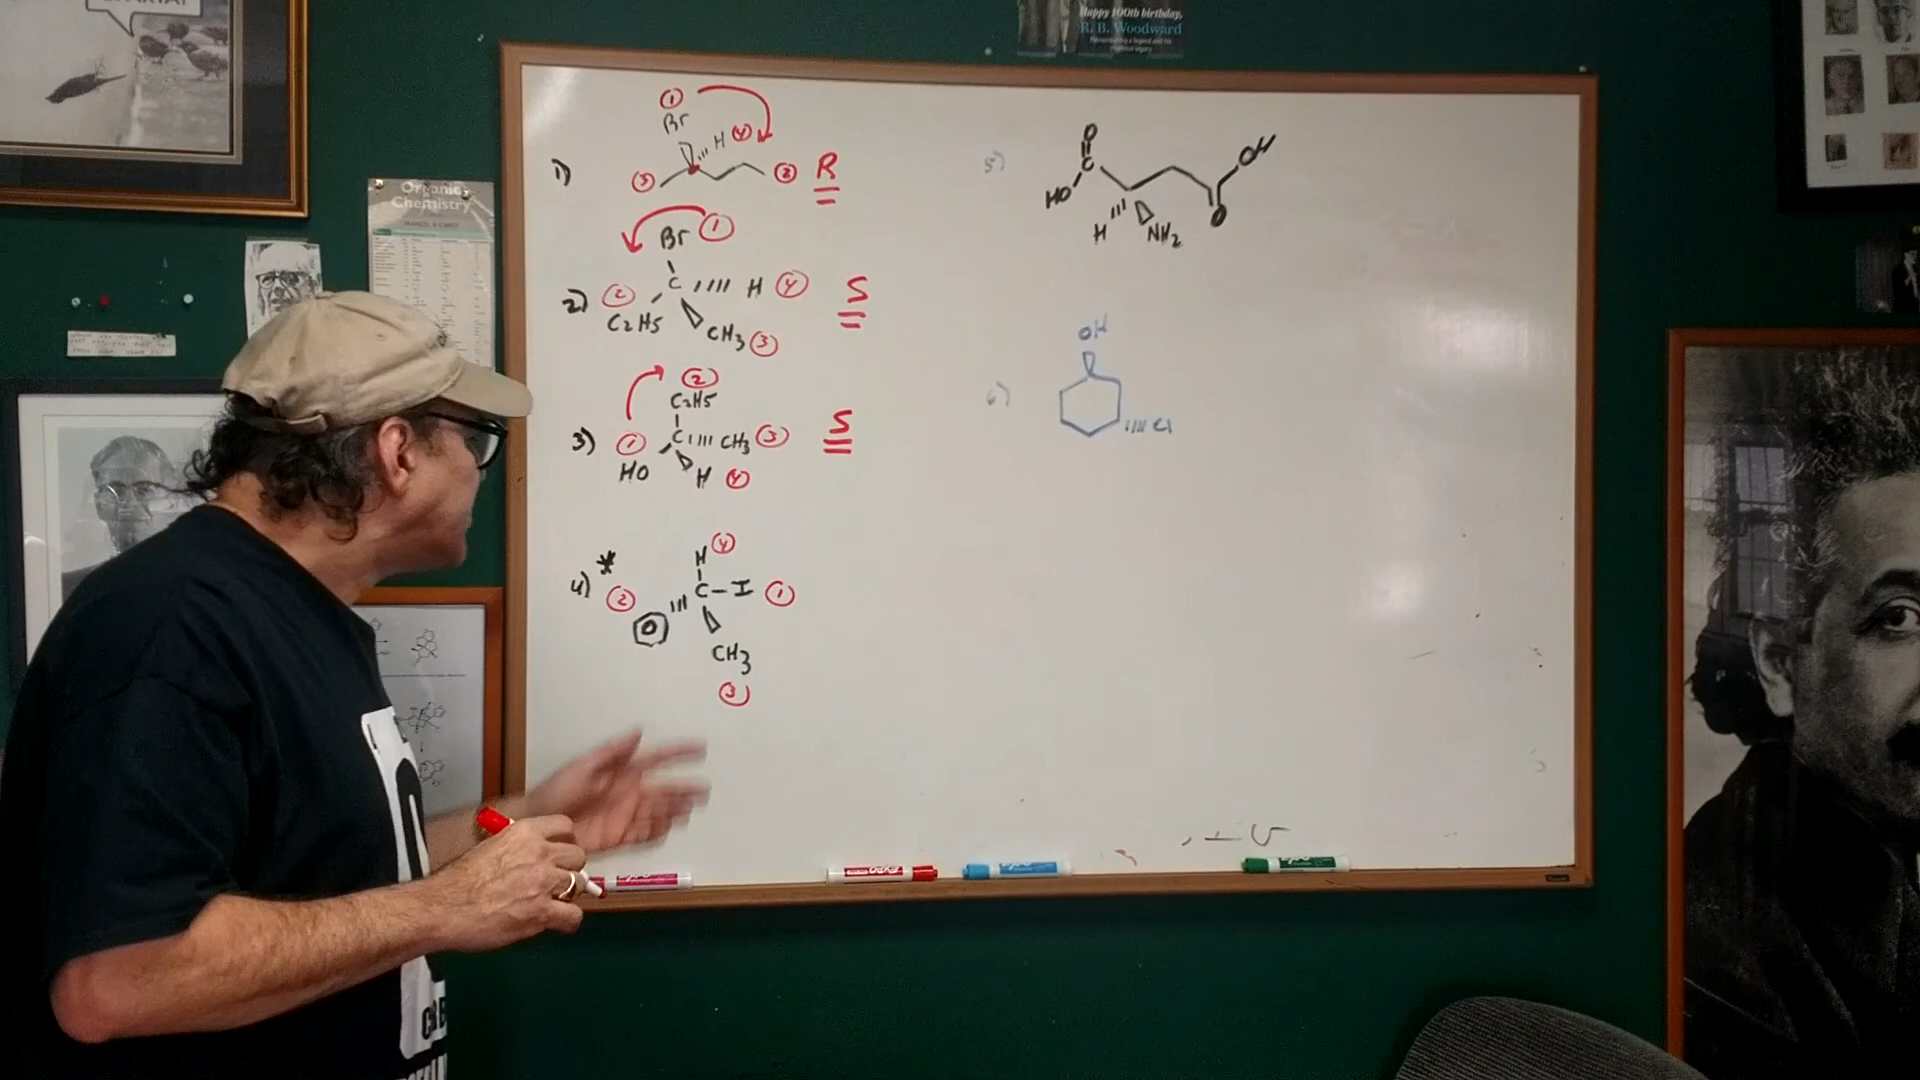 Happy 100th birthday,
R. B. Woodward
Organic
Chemistry
1)
①
Br
H ④
③
②
R
2)
Br ①
②
C
H ④
C2H5
CH3 ③
S
3)
②
C2H5
①
C
CH3 ③
HO
H ④
S
4) *
H ④
②
C - I ①
CH3
③
5)
O
C
HO
H
NH2
OH
O
6)
OH
Cl